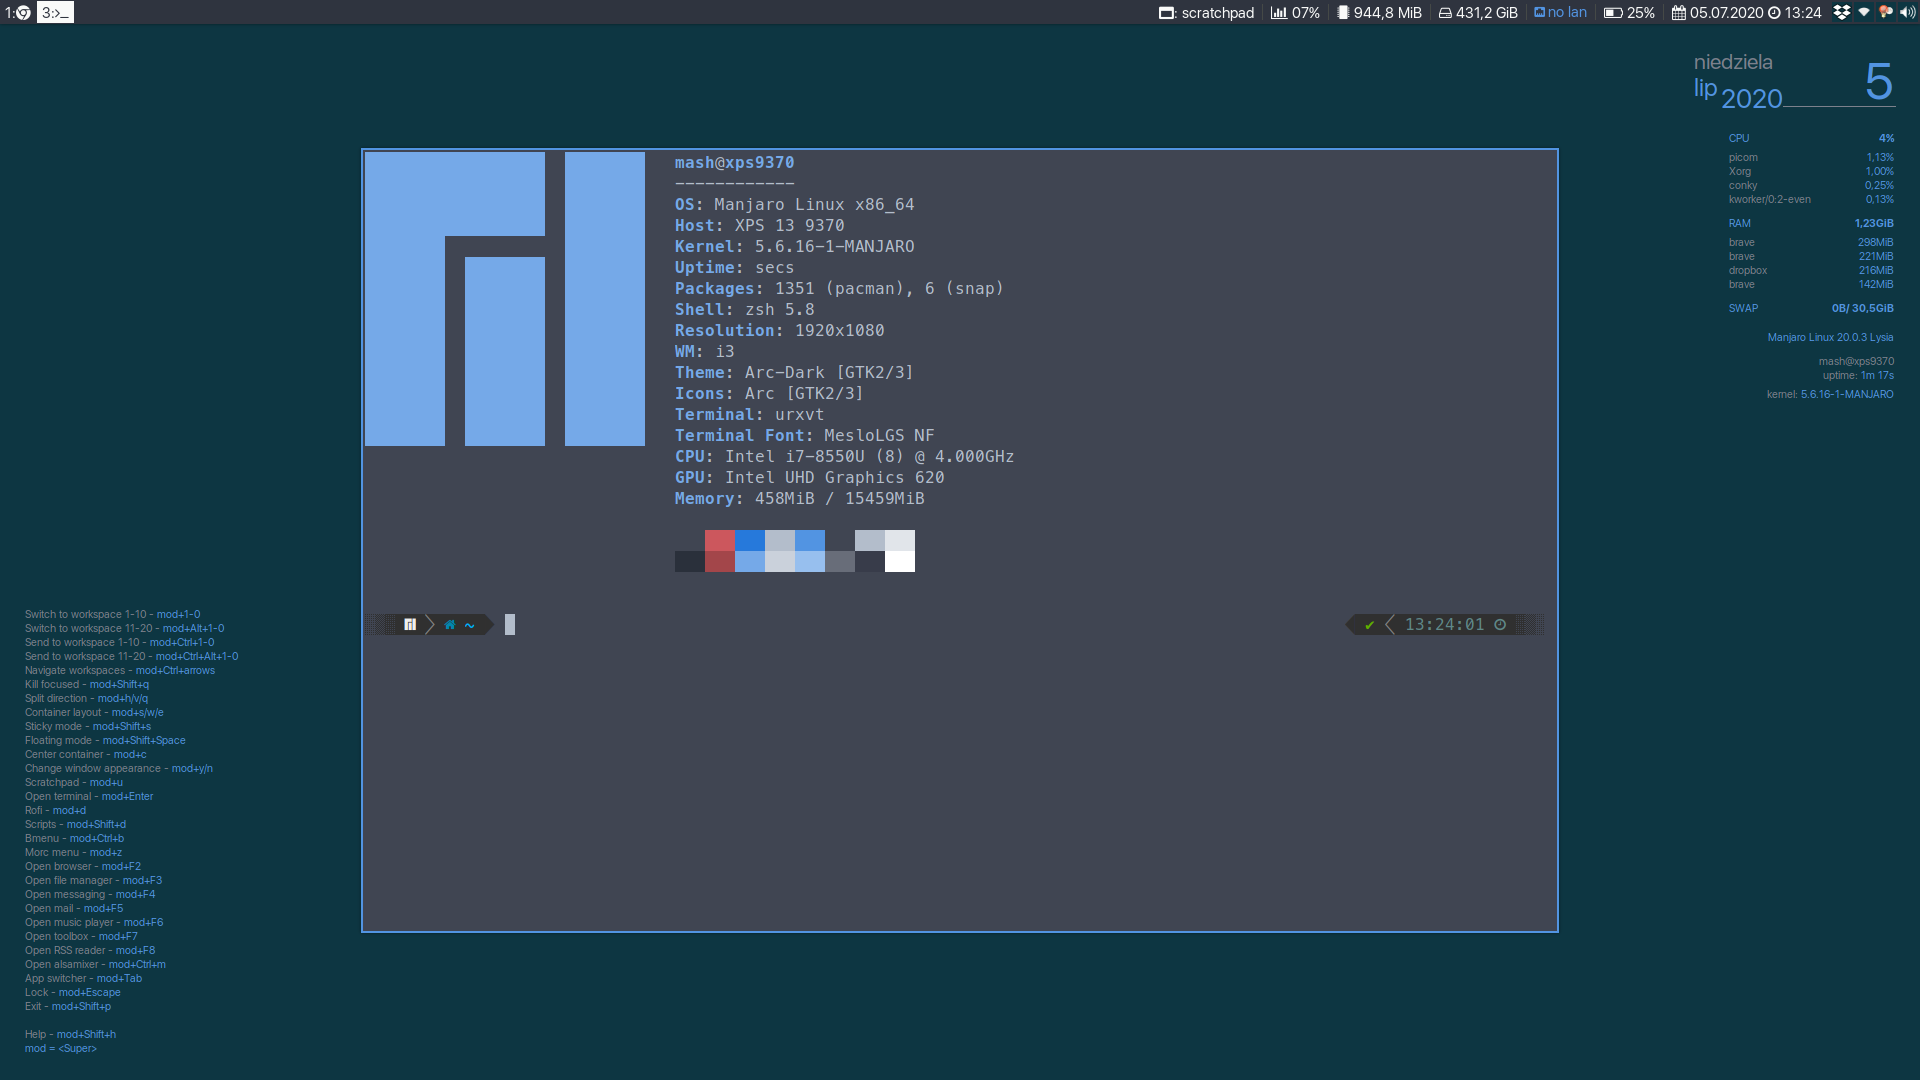 1: 3:>_ : scratchpad 07% 944,8 MiB 431,2 GiB no lan 25% 05.07.2020 13:24
niedziela
lip 2020 5
CPU 4%
picom 1,13%
Xorg 1,00%
conky 0,25%
kworker/0:2-even 0,13%
RAM 1,23GiB
brave 298MiB
brave 221MiB
dropbox 216MiB
brave 142MiB
SWAP 0B/ 30,5GiB
Manjaro Linux 20.0.3 Lysia
mash@xps9370
uptime: 1m 17s
kernel: 5.6.16-1-MANJARO
mash@xps9370
------------
OS: Manjaro Linux x86_64
Host: XPS 13 9370
Kernel: 5.6.16-1-MANJARO
Uptime: secs
Packages: 1351 (pacman), 6 (snap)
Shell: zsh 5.8
Resolution: 1920x1080
WM: i3
Theme: Arc-Dark [GTK2/3]
Icons: Arc [GTK2/3]
Terminal: urxvt
Terminal Font: MesloLGS NF
CPU: Intel i7-8550U (8) @ 4.000GHz
GPU: Intel UHD Graphics 620
Memory: 458MiB / 15459MiB
~ ✔ 13:24:01
Switch to workspace 1-10 - mod+1-0
Switch to workspace 11-20 - mod+Alt+1-0
Send to workspace 1-10 - mod+Ctrl+1-0
Send to workspace 11-20 - mod+Ctrl+Alt+1-0
Navigate workspaces - mod+Ctrl+arrows
Kill focused - mod+Shift+q
Split direction - mod+h/v/q
Container layout - mod+s/w/e
Sticky mode - mod+Shift+s
Floating mode - mod+Shift+Space
Center container - mod+c
Change window appearance - mod+y/n
Scratchpad - mod+u
Open terminal - mod+Enter
Rofi - mod+d
Scripts - mod+Shift+d
Bmenu - mod+Ctrl+b
Morc menu - mod+z
Open browser - mod+F2
Open file manager - mod+F3
Open messaging - mod+F4
Open mail - mod+F5
Open music player - mod+F6
Open toolbox - mod+F7
Open RSS reader - mod+F8
Open alsamixer - mod+Ctrl+m
App switcher - mod+Tab
Lock - mod+Escape
Exit - mod+Shift+p
Help - mod+Shift+h
mod = <Super>